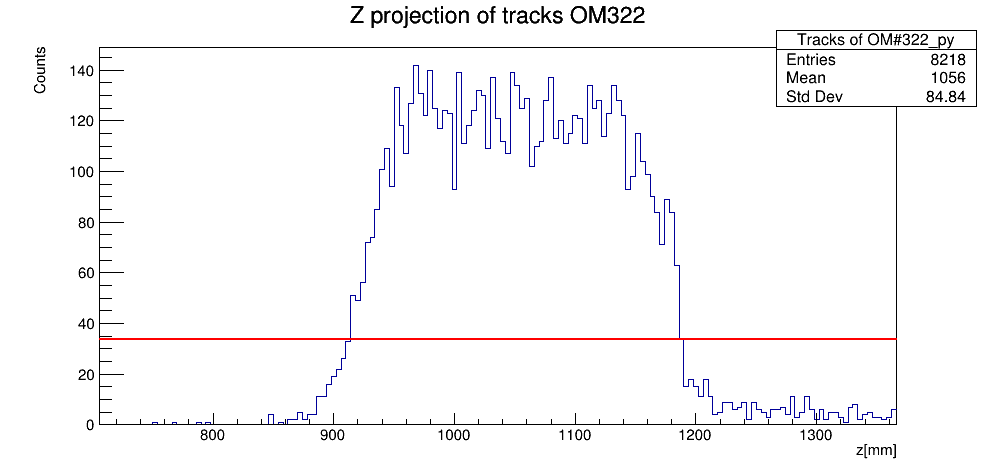 Z projection of tracks OM322
Tracks of OM#322_py
Entries 8218
Mean 1056
Std Dev 84.84
Counts
140
120
100
80
60
40
20
0
800 900 1000 1100 1200 1300
z[mm]